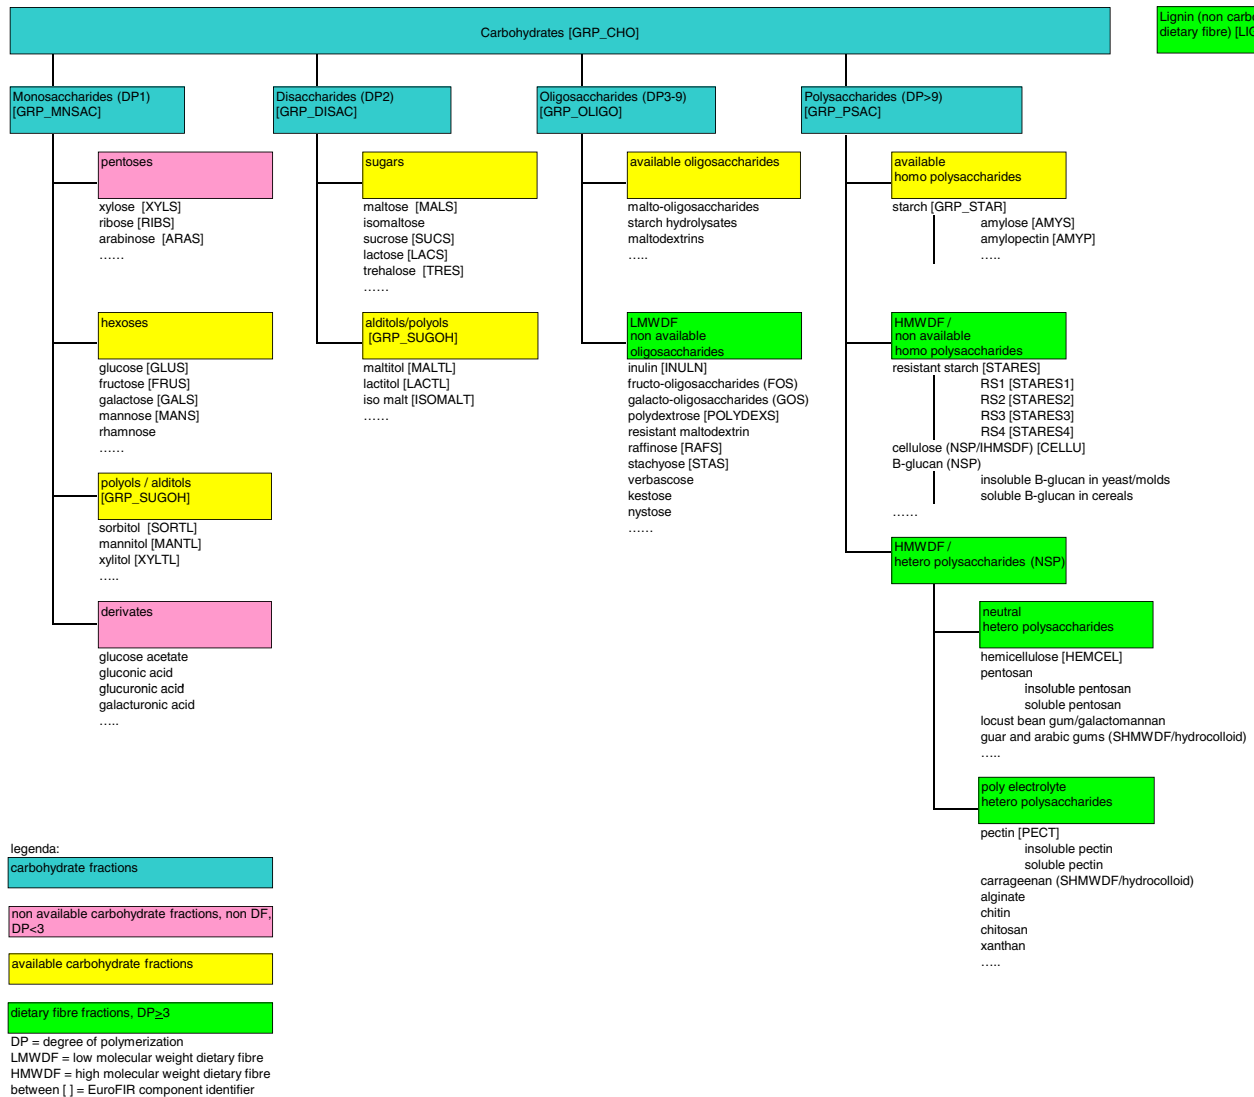 Carbohydrates [GRP_CHO]
Lignin (non carbo
dietary fibre) [LIG
Monosaccharides (DP1)
[GRP_MNSAC]
pentoses
xylose [XYLS]
ribose [RIBS]
arabinose [ARAS]
……
hexoses
glucose [GLUS]
fructose [FRUS]
galactose [GALS]
mannose [MANS]
rhamnose
……
polyols / alditols
[GRP_SUGOH]
sorbitol [SORTL]
mannitol [MANTL]
xylitol [XYLTL]
…..
derivates
glucose acetate
gluconic acid
glucuronic acid
galacturonic acid
…..
Disaccharides (DP2)
[GRP_DISAC]
sugars
maltose [MALS]
isomaltose
sucrose [SUCS]
lactose [LACS]
trehalose [TRES]
……
alditols/polyols
[GRP_SUGOH]
maltitol [MALTL]
lactitol [LACTL]
iso malt [ISOMALT]
……
Oligosaccharides (DP3-9)
[GRP_OLIGO]
available oligosaccharides
malto-oligosaccharides
starch hydrolysates
maltodextrins
…..
LMWDF
non available
oligosaccharides
inulin [INULN]
fructo-oligosaccharides (FOS)
galacto-oligosaccharides (GOS)
polydextrose [POLYDEXS]
resistant maltodextrin
raffinose [RAFS]
stachyose [STAS]
verbascose
kestose
nystose
……
Polysaccharides (DP>9)
[GRP_PSAC]
available
homo polysaccharids
starch [GRP_STAR]
amylose [AMYS]
amylopectin [AMYP]
…..
HMWDF /
non available
homo polysaccharids
resistant starch [STARES]
RS1 [STARES1]
RS2 [STARES2]
RS3 [STARES3]
RS4 [STARES4]
cellulose (NSP/IHMSDF) [CELLU]
B-glucan (NSP)
insoluble B-glucan in yeast/molds
soluble B-glucan in cereals
……
HMWDF /
hetero polysaccharides (NSP)
neutral
hetero polysaccharides
hemicellulose [HEMCEL]
pentosan
insoluble pentosan
soluble pentosan
locust bean gum/galactomannan
guar and arabic gums (SHMWDF/hydrocolloid)
…..
poly electrolyte
hetero polysaccharides
pectin [PECT]
insoluble pectin
soluble pectin
carrageenan (SHMWDF/hydrocolloid)
alginate
chitin
chitosan
xanthan
…..
legenda:
carbohydrate fractions
non available carbohydrate fractions, non DF,
DP<3
available carbohydrate fractions
dietary fibre fractions, DP≥3
DP = degree of polymerization
LMWDF = low molecular weight dietary fibre
HMWDF = high molecular weight dietary fibre
between [ ] = EuroFIR component identifier